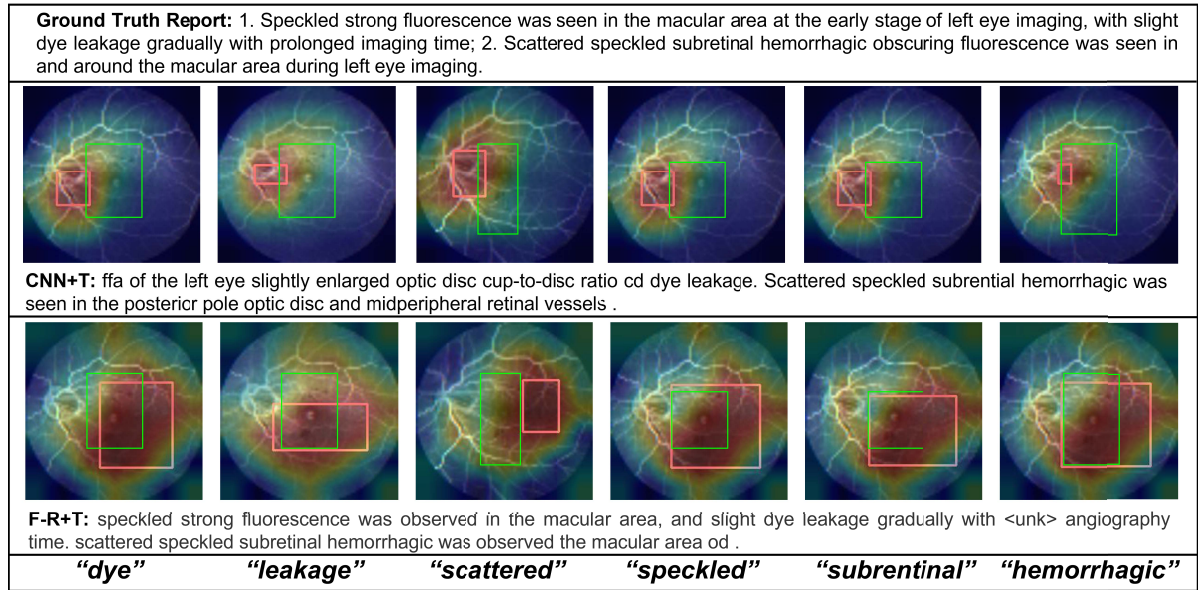 Ground Truth Report: 1. Speckled strong fluorescence was seen in the macular area at the early stage of left eye imaging, with slight
dye leakage gradually with prolonged imaging time; 2. Scattered speckled subretinal hemorrhagic obscuring fluorescence was seen in
and around the macular area during left eye imaging.
CNN+T: ffa of the left eye slightly enlarged optic disc cup-to-disc ratio cd dye leakage. Scattered speckled subrential hemorrhagic was
seen in the posterior pole optic disc and midperipheral retinal vessels .
F-R+T: speckled strong fluorescence was observed in the macular area, and slight dye leakage gradually with <unk> angiography
time. scattered speckled subretinal hemorrhagic was observed the macular area od .
“dye” “leakage” “scattered” “speckled” “subrentinal” “hemorrhagic”